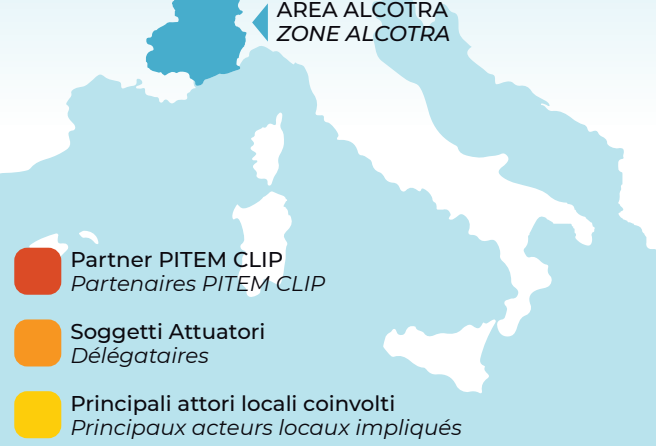 AREA ALCOTRA
ZONE ALCOTRA
Partner PITEM CLIP
Partenaires PITEM CLIP
Soggetti Attuatori
Délégataires
Principali attori locali coinvolti
Principaux acteurs locaux impliqués